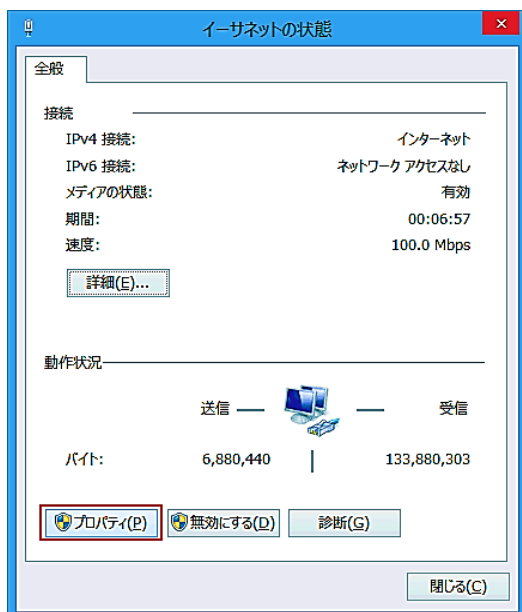 イーサネットの状態
全般
接続
IPv4 接続: インターネット
IPv6 接続: ネットワーク アクセスなし
メディアの状態: 有効
期間: 00:06:57
速度: 100.0 Mbps
詳細(E)...
動作状況
送信 — — 受信
バイト: 6,880,440 133,880,303
プロパティ(P) 無効にする(D) 診断(G)
閉じる(C)